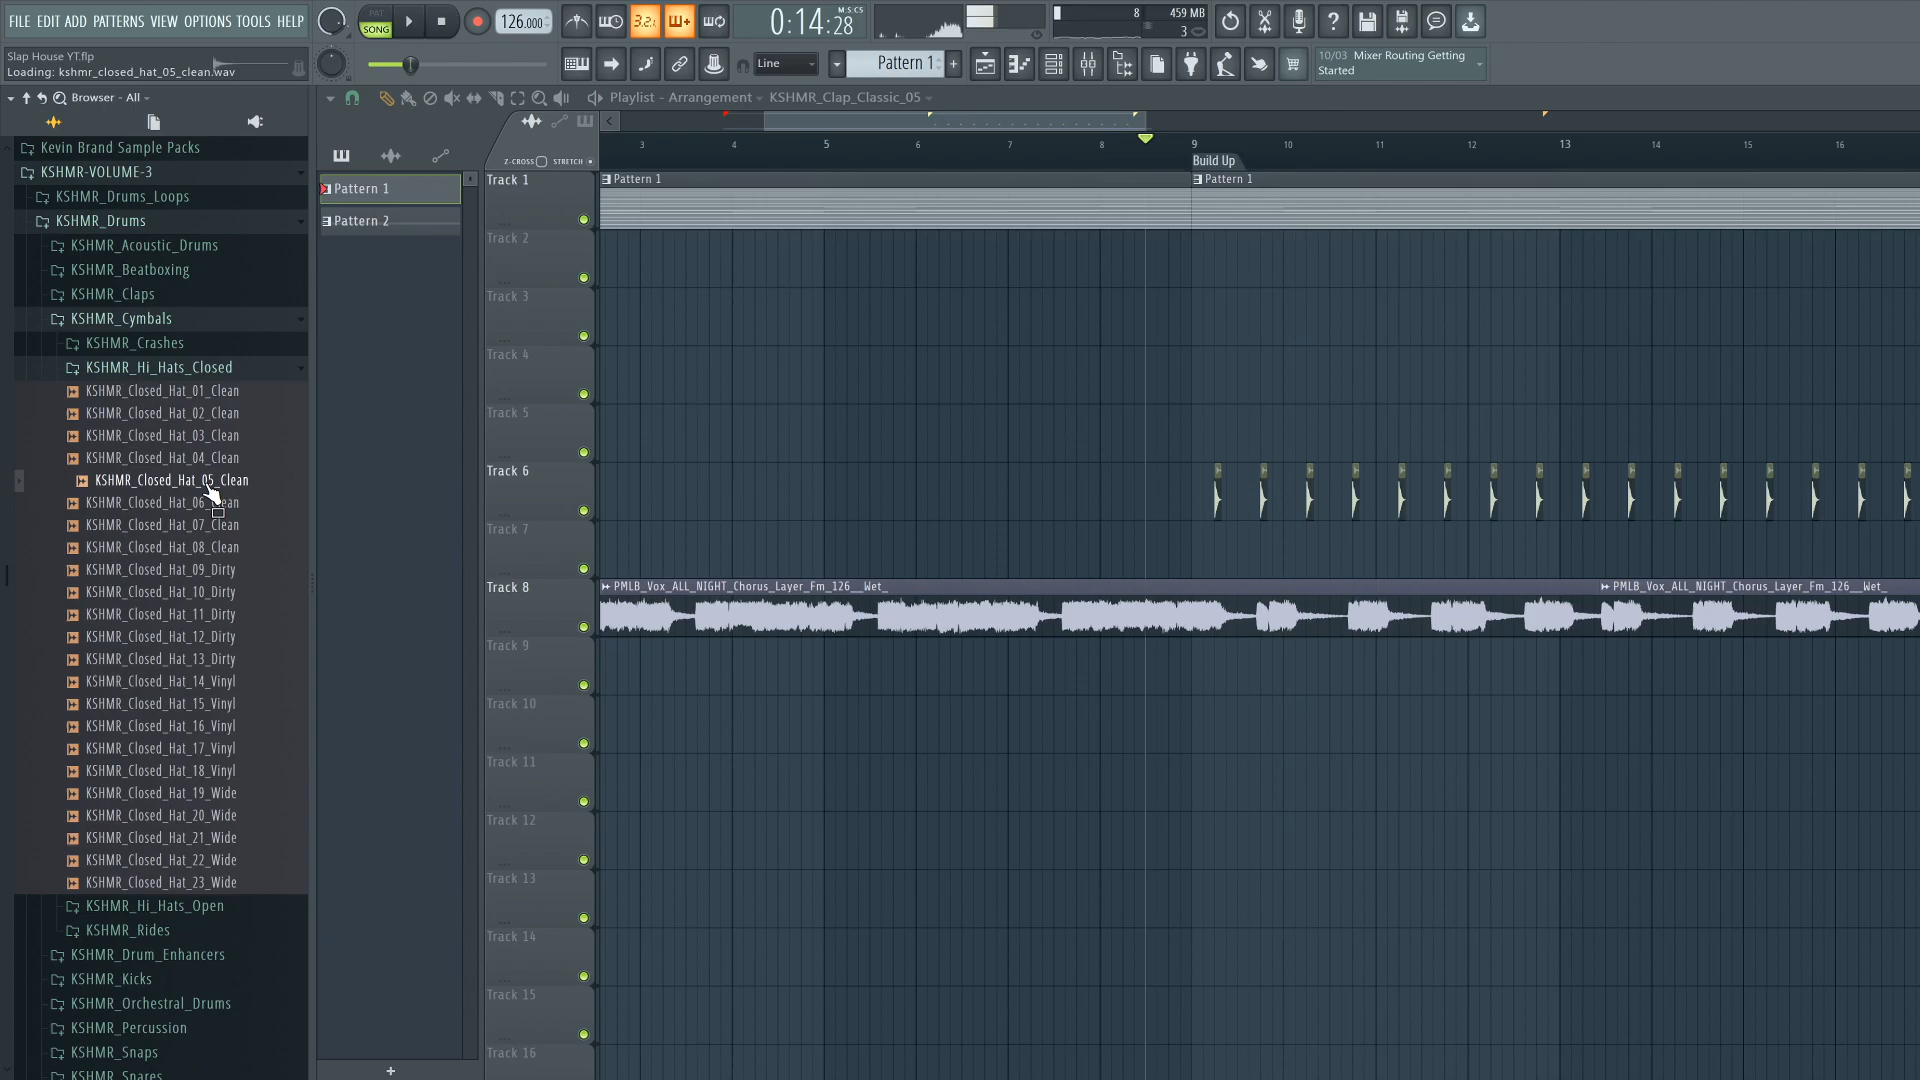 FILE EDIT ADD PATTERNS VIEW OPTIONS TOOLS HELP
PAT
SONG
126.000
3.2.
0:14:28
M:S:CS
8
459 MB
3
Slap House YT.flp
Loading: kshmr_closed_hat_05_clean.wav
Line
Pattern 1
10/03 Mixer Routing Getting
Started
Browser - All
Playlist - Arrangement
KSHMR_Clap_Classic_05
Z-CROSS
STRETCH
3 4 5 6 7 8 9 10 11 12 13 14 15 16
Build Up
Kevin Brand Sample Packs
KSHMR-VOLUME-3
KSHMR_Drums_Loops
KSHMR_Drums
KSHMR_Acoustic_Drums
KSHMR_Beatboxing
KSHMR_Claps
KSHMR_Cymbals
KSHMR_Crashes
KSHMR_Hi_Hats_Closed
KSHMR_Closed_Hat_01_Clean
KSHMR_Closed_Hat_02_Clean
KSHMR_Closed_Hat_03_Clean
KSHMR_Closed_Hat_04_Clean
KSHMR_Closed_Hat_05_Clean
KSHMR_Closed_Hat_06_Clean
KSHMR_Closed_Hat_07_Clean
KSHMR_Closed_Hat_08_Clean
KSHMR_Closed_Hat_09_Dirty
KSHMR_Closed_Hat_10_Dirty
KSHMR_Closed_Hat_11_Dirty
KSHMR_Closed_Hat_12_Dirty
KSHMR_Closed_Hat_13_Dirty
KSHMR_Closed_Hat_14_Vinyl
KSHMR_Closed_Hat_15_Vinyl
KSHMR_Closed_Hat_16_Vinyl
KSHMR_Closed_Hat_17_Vinyl
KSHMR_Closed_Hat_18_Vinyl
KSHMR_Closed_Hat_19_Wide
KSHMR_Closed_Hat_20_Wide
KSHMR_Closed_Hat_21_Wide
KSHMR_Closed_Hat_22_Wide
KSHMR_Closed_Hat_23_Wide
KSHMR_Hi_Hats_Open
KSHMR_Rides
KSHMR_Drum_Enhancers
KSHMR_Kicks
KSHMR_Orchestral_Drums
KSHMR_Percussion
KSHMR_Snaps
KSHMR_Snares
Pattern 1
Pattern 2
Track 1
Pattern 1
Pattern 1
Track 2
Track 3
Track 4
Track 5
Track 6
Track 7
Track 8
PMLB_Vox_ALL_NIGHT_Chorus_Layer_Fm_126__Wet_
PMLB_Vox_ALL_NIGHT_Chorus_Layer_Fm_126__Wet_
Track 9
Track 10
Track 11
Track 12
Track 13
Track 14
Track 15
Track 16